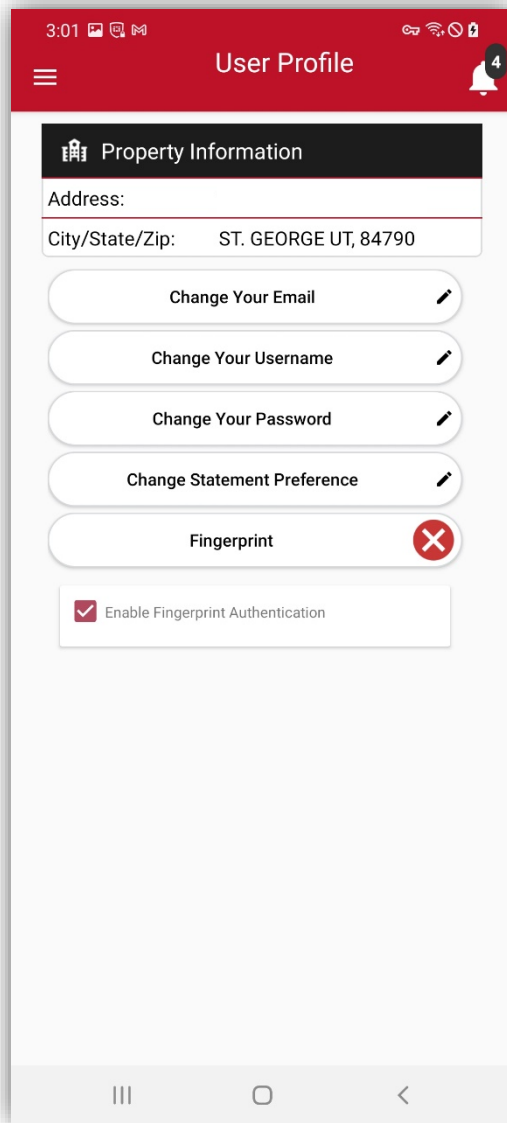 3:01
User Profile
4
Property Information
Address:
City/State/Zip: ST. GEORGE UT, 84790
Change Your Email
Change Your Username
Change Your Password
Change Statement Preference
Fingerprint
Enable Fingerprint Authentication